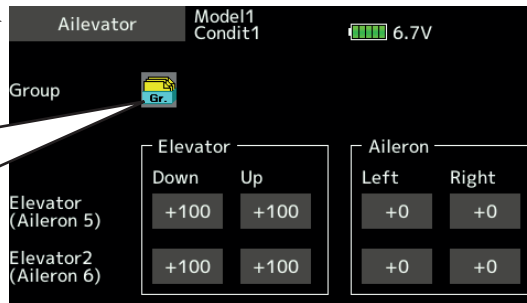 Ailevator
Model1
Condit1
6.7V
Group
Gr.
Elevator
Aileron
Down Up Left Right
Elevator
(Aileron 5)
+100 +100 +0 +0
Elevator2
(Aileron 6)
+100 +100 +0 +0